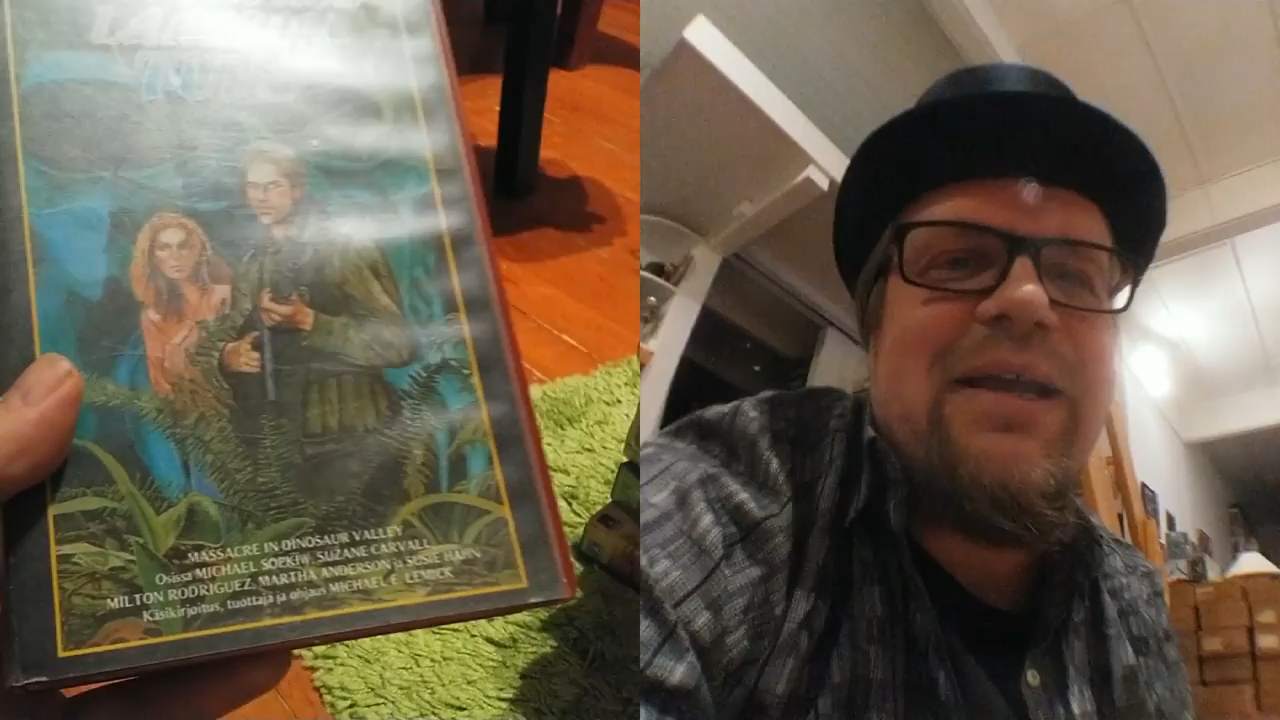 MASSACRE IN DINOSAUR VALLEY
Osissa MICHAEL SOPKIW, SUZANE CARVALL
MILTON RODRIGUEZ, MARTHA ANDERSON ja SUSIE HAHN
Käsikirjoitus, tuottaja ja ohjaus MICHAEL E. LEMICK